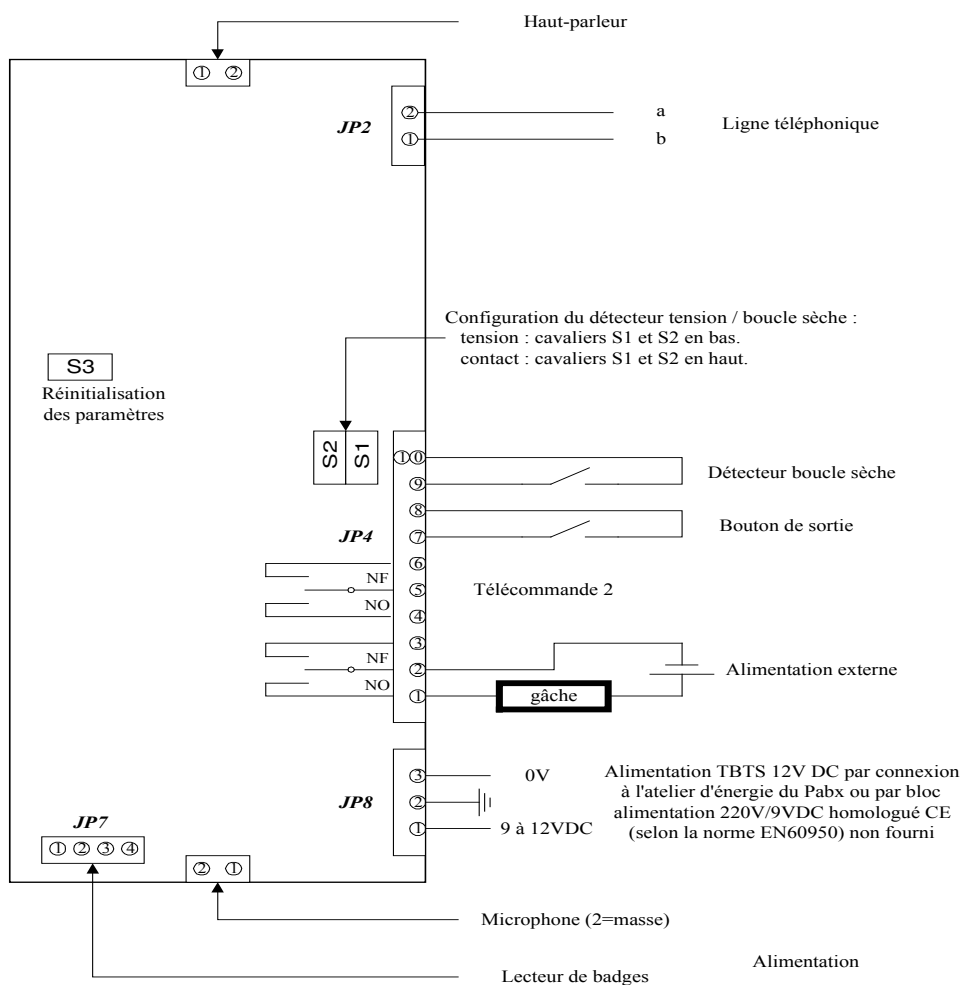 Haut-parleur
① ②
JP2
② a
① b
Ligne téléphonique
Configuration du détecteur tension / boucle sèche :
tension : cavaliers S1 et S2 en bas.
contact : cavaliers S1 et S2 en haut.
S3
Réinitialisation
des paramètres
S2 S1
①⓪
Détecteur boucle sèche
⑨
⑧
Bouton de sortie
JP4 ⑦
⑥
NF
⑤ Télécommande 2
NO
④
③
NF
② Alimentation externe
NO
① gâche
③ 0V
JP8 ②
① 9 à 12VDC
Alimentation TBTS 12V DC par connexion
à l'atelier d'énergie du Pabx ou par bloc
alimentation 220V/9VDC homologué CE
(selon la norme EN60950) non fourni
JP7
① ② ③ ④
② ①
Microphone (2=masse)
Alimentation
Lecteur de badges